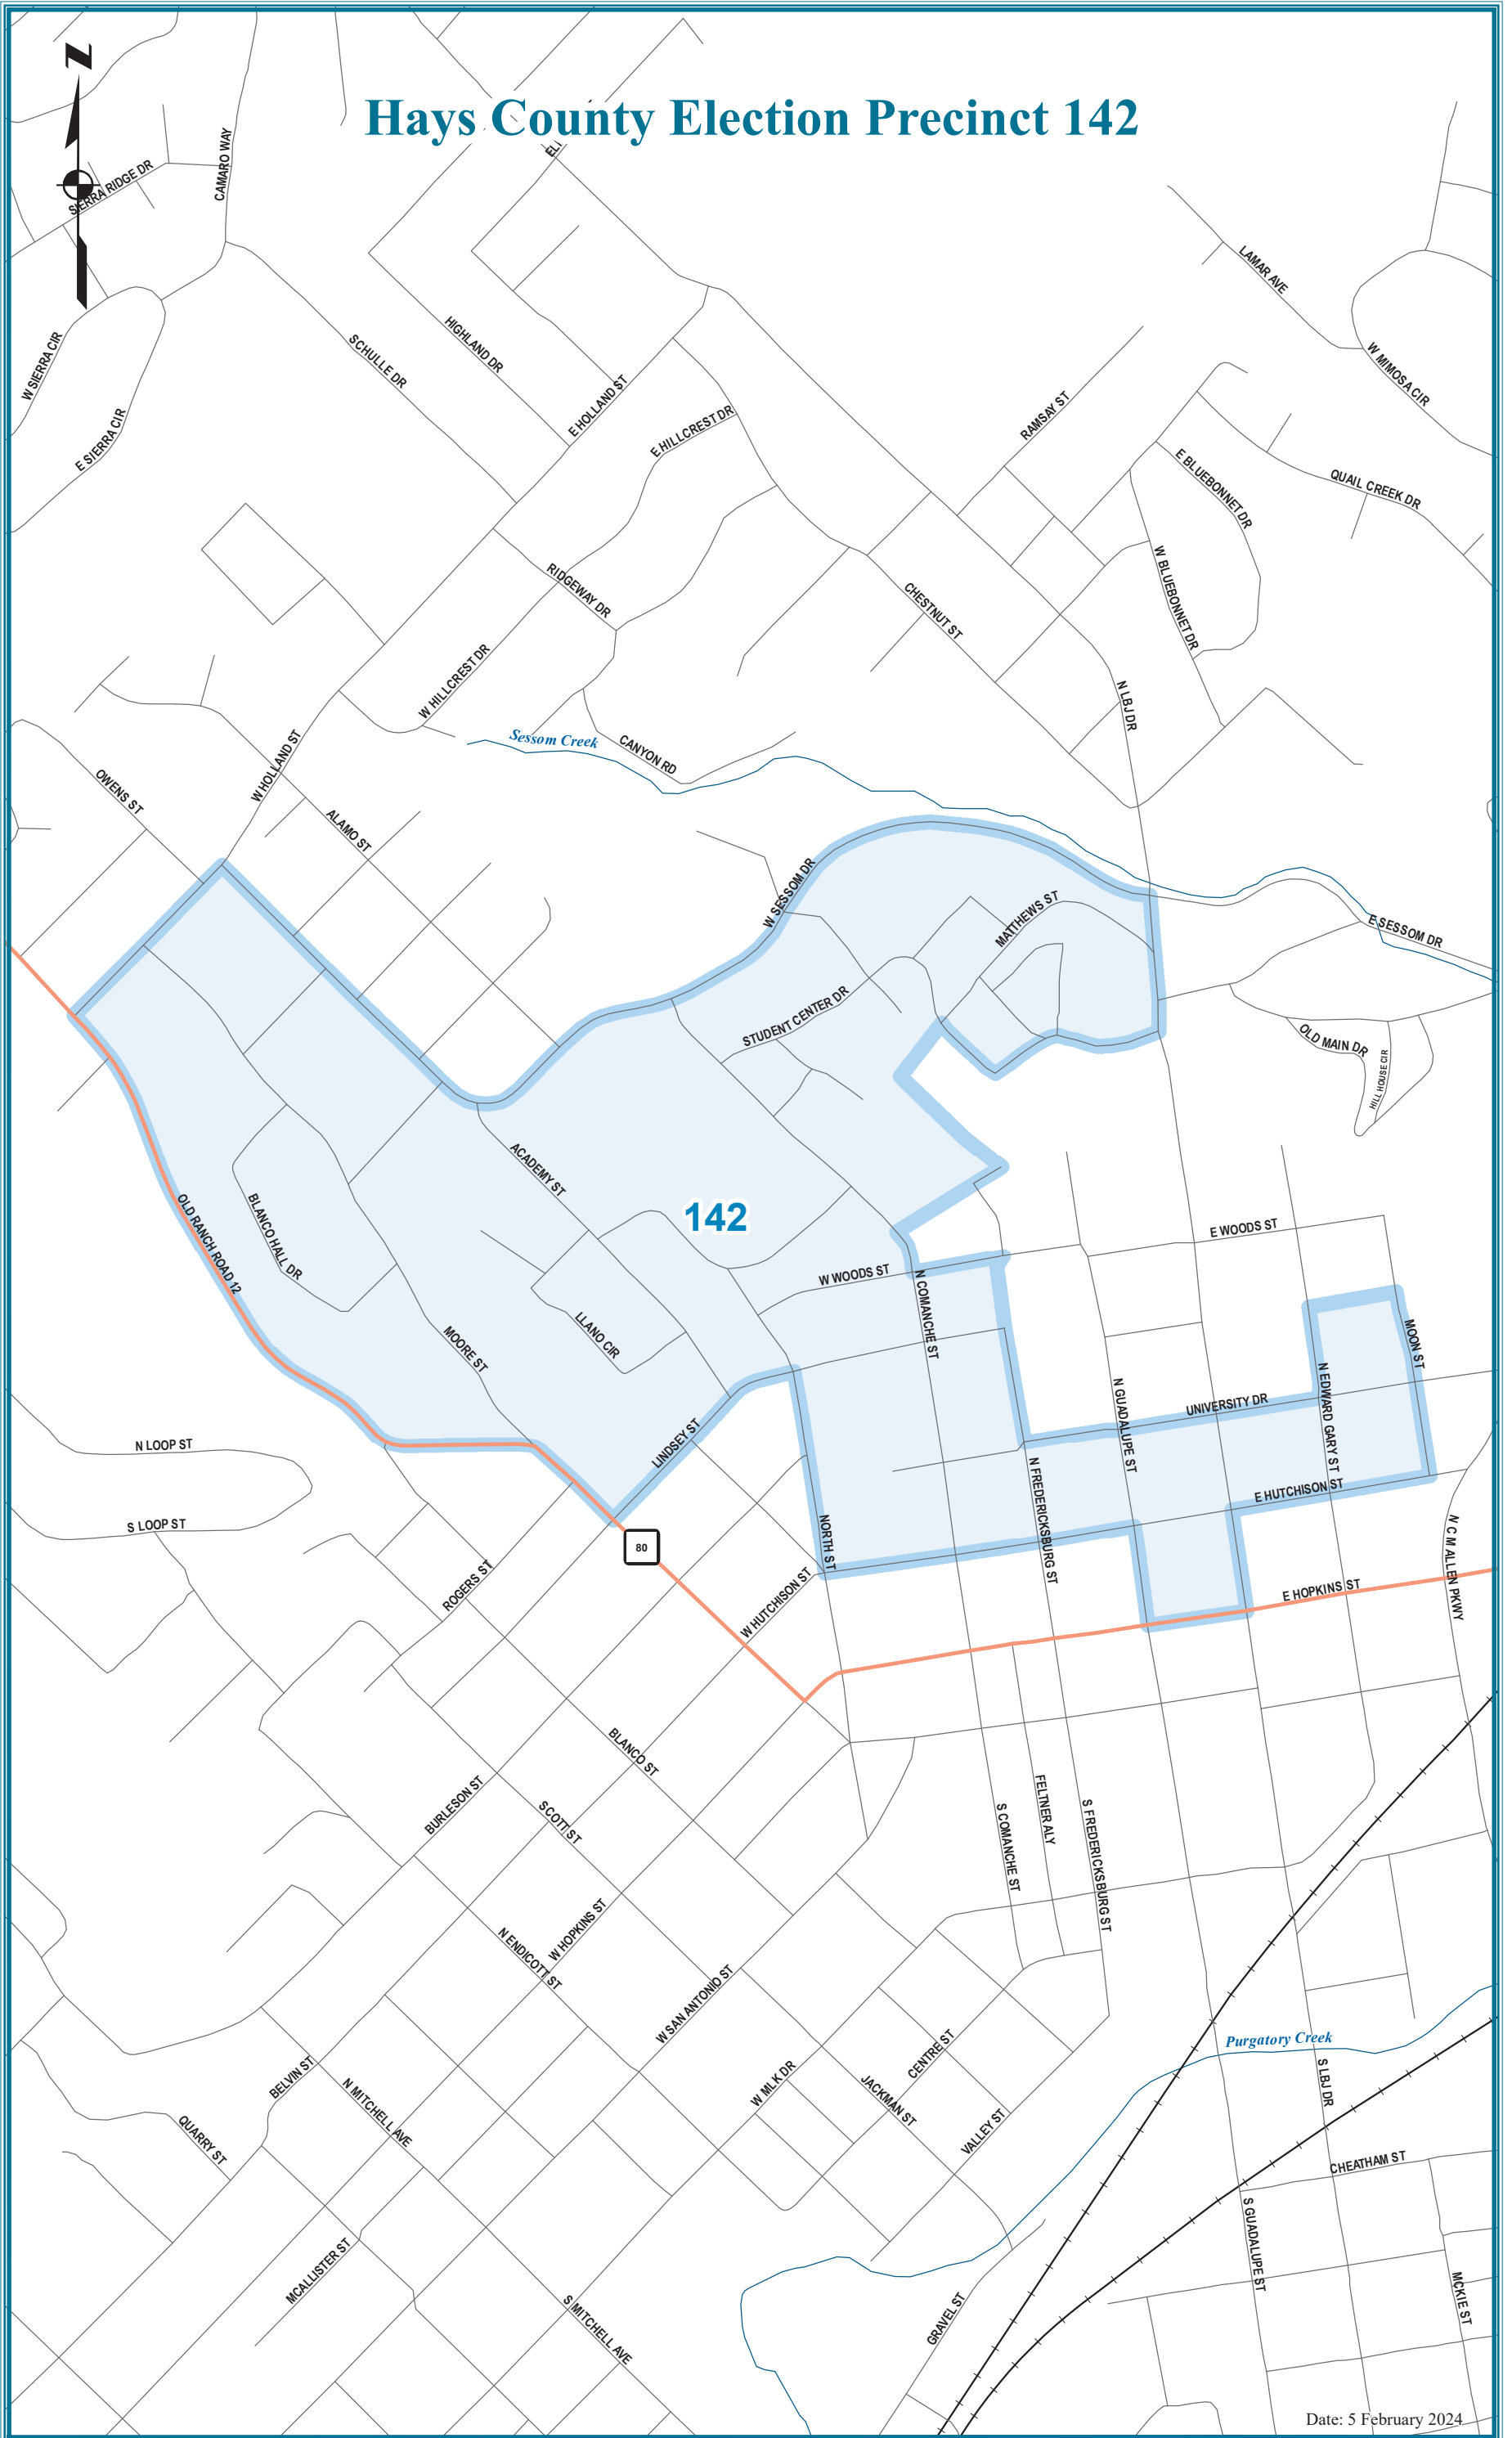 N
Hays County Election Precinct 142
SIERRA RIDGE DR
CAMARO WAY
LAMAR AVE
W SIERRA CIR
SCHULLE DR
HIGHLAND DR
W MIMOSA CIR
E HOLLAND ST
E HILLCREST DR
RAMSAY ST
E SIERRA CIR
E BLUEBONNET DR
QUAIL CREEK DR
RIDGEWAY DR
W BLUEBONNET DR
CHESTNUT ST
W HILLCREST DR
N LBJ DR
Sessom Creek
CANYON RD
W HOLLAND ST
OWENS ST
ALAMO ST
W SESSOM DR
MATTHEWS ST
E SESSOM DR
STUDENT CENTER DR
OLD MAIN DR
HILL HOUSE CIR
ACADEMY ST
142
BLANCO HALL DR
OLD RANCH ROAD 12
E WOODS ST
W WOODS ST
N COMANCHE ST
LLANO CIR
MOORE ST
MOON ST
N EDWARD GARY ST
N GUADALUPE ST
UNIVERSITY DR
LINDSEY ST
N LOOP ST
N FREDERICKSBURG ST
E HUTCHISON ST
S LOOP ST
NORTH ST
N C M ALLEN PKWY
80
ROGERS ST
W HUTCHISON ST
E HOPKINS ST
BLANCO ST
BURLESON ST
S SCOTT ST
FELTNER ALY
S COMANCHE ST
S FREDERICKSBURG ST
W HOPKINS ST
N ENDICOTT ST
W SAN ANTONIO ST
Purgatory Creek
CENTRE ST
S LBJ DR
BELVIN ST
N MITCHELL AVE
W MLK DR
JACKMAN ST
QUARRY ST
VALLEY ST
CHEATHAM ST
S GUADALUPE ST
MCALLISTER ST
MCKIE ST
GRAVEL ST
S MITCHELL AVE
Date: 5 February 2024